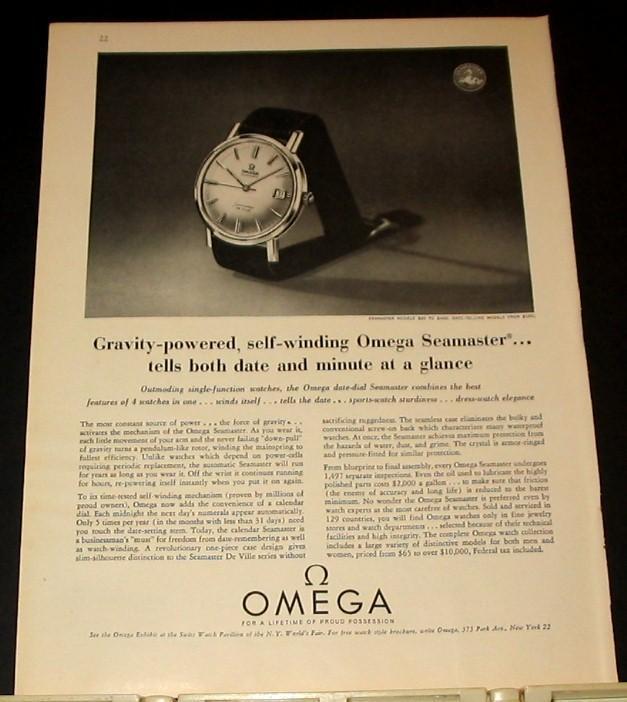 22
Ω
OMEGA
SEAMASTER MODELS $65 TO $400, DATE-TELLING MODELS FROM
Gravity-powered, self-winding Omega Seamaster®...
tells both date and minute at a glance
Outmoding single-function watches, the Omega date-dial Seamaster combines the best
features of 4 watches in one . . . winds itself . . . tells the date . . . sports-watch sturdiness . . . dress-watch elegance
The most constant source of power . . . the force of gravity . . .
activates the mechanism of the Omega Seamaster. As you wear it,
each little movement of your arm and the never failing "down-pull"
of gravity turns a pendulum-like rotor, winding the mainspring to
fullest efficiency. Unlike watches which depend on power-cells
requiring periodic replacement, the automatic Seamaster will run
for years as long as you wear it. Off the wrist it continues running
for hours, re-powering itself instantly when you put it on again.
To its time-tested self-winding mechanism (proven by millions of
proud owners), Omega now adds the convenience of a calendar
dial. Each midnight the next day's numerals appear automatically.
Only 5 times per year (in the months with less than 31 days) need
you touch the date-setting stem. Today, the calendar Seamaster is
a businessman's "must" for freedom from date-remembering as well
as watch-winding. A revolutionary one-piece case design gives
slim-silhouette distinction to the Seamaster De Ville series without
sacrificing ruggedness. The seamless case eliminates the bulky and
conventional screw-on back which characterizes many waterproof
watches. At once, the Seamaster achieves maximum protection from
the hazards of water, dust, and grime. The crystal is armor-ringed
and pressure-fitted for similar protection.
From blueprint to final assembly, every Omega Seamaster undergoes
1,497 separate inspections. Even the oil used to lubricate the highly
polished parts costs $2,000 a gallon . . . to make sure that friction
(the enemy of accuracy and long life) is reduced to the barest
minimum. No wonder the Omega Seamaster is preferred even by
watch experts as the most carefree of watches. Sold and serviced in
129 countries, you will find Omega watches only in fine jewelry
stores and watch departments . . . selected because of their technical
facilities and high integrity. The complete Omega watch collection
includes a large variety of distinctive models for both men and
women, priced from $65 to over $10,000, Federal tax included.
Ω
OMEGA
FOR A LIFETIME OF PROUD POSSESSION
See the Omega Exhibit at the Swiss Watch Pavilion of the N.Y. World's Fair. For free watch style brochure, write Omega, 375 Park Ave., New York 22